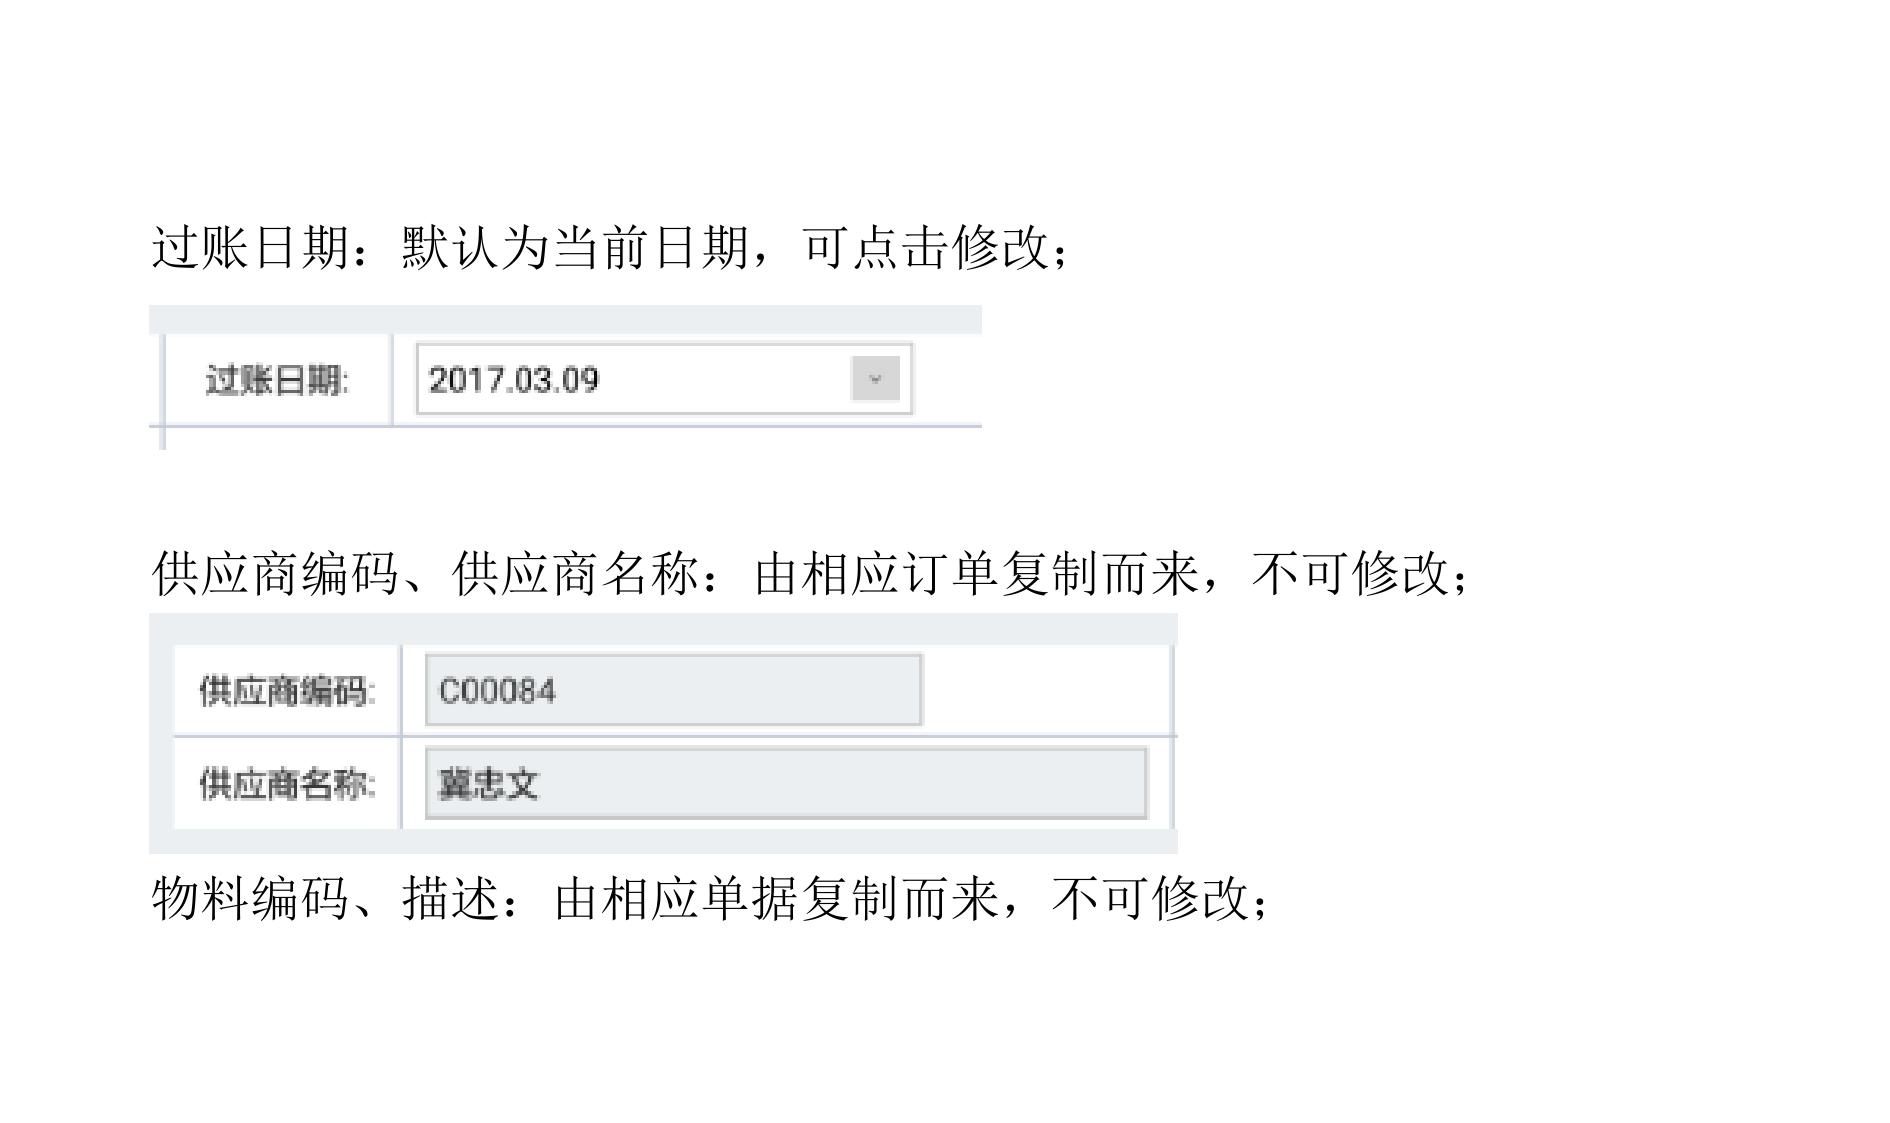 过账日期：默认为当前日期，可点击修改；
过账日期: 2017.03.09
供应商编码、供应商名称：由相应订单复制而来，不可修改；
供应商编码: C00084
供应商名称: 冀忠文
物料编码、描述：由相应单据复制而来，不可修改；